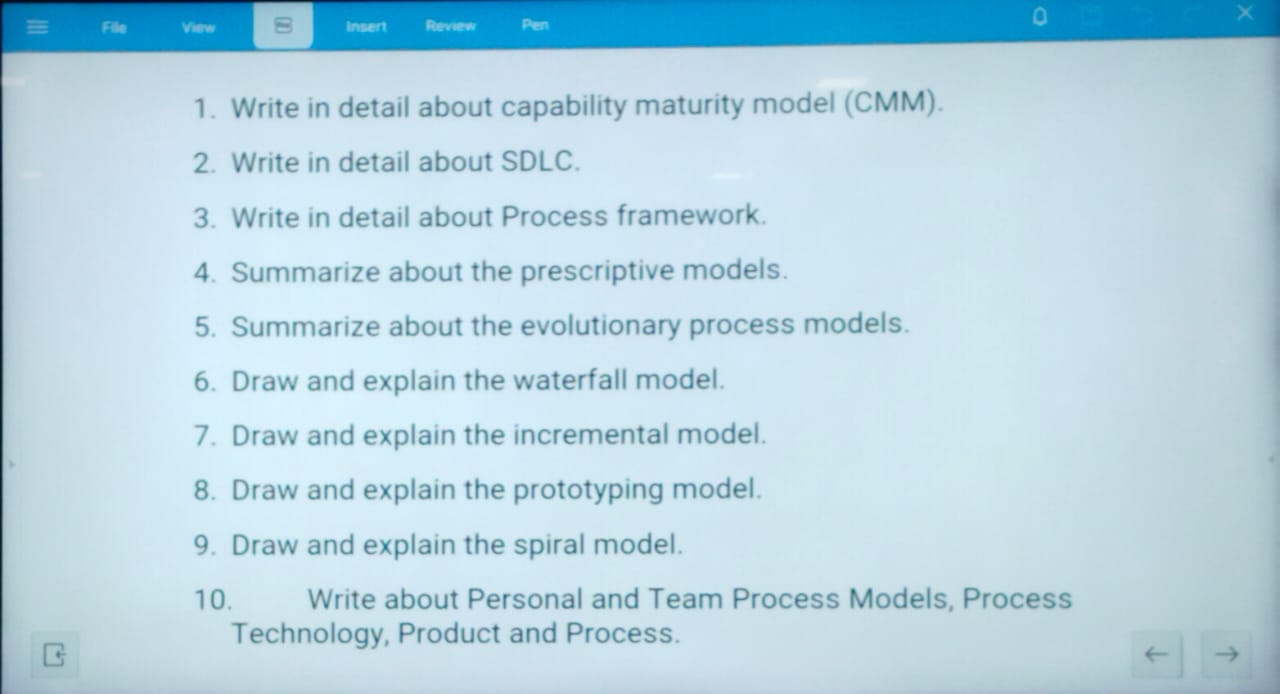 File View Insert Review Pen
1. Write in detail about capability maturity model (CMM).
2. Write in detail about SDLC.
3. Write in detail about Process framework.
4. Summarize about the prescriptive models.
5. Summarize about the evolutionary process models.
6. Draw and explain the waterfall model.
7. Draw and explain the incremental model.
8. Draw and explain the prototyping model.
9. Draw and explain the spiral model.
10. Write about Personal and Team Process Models, Process
Technology, Product and Process.